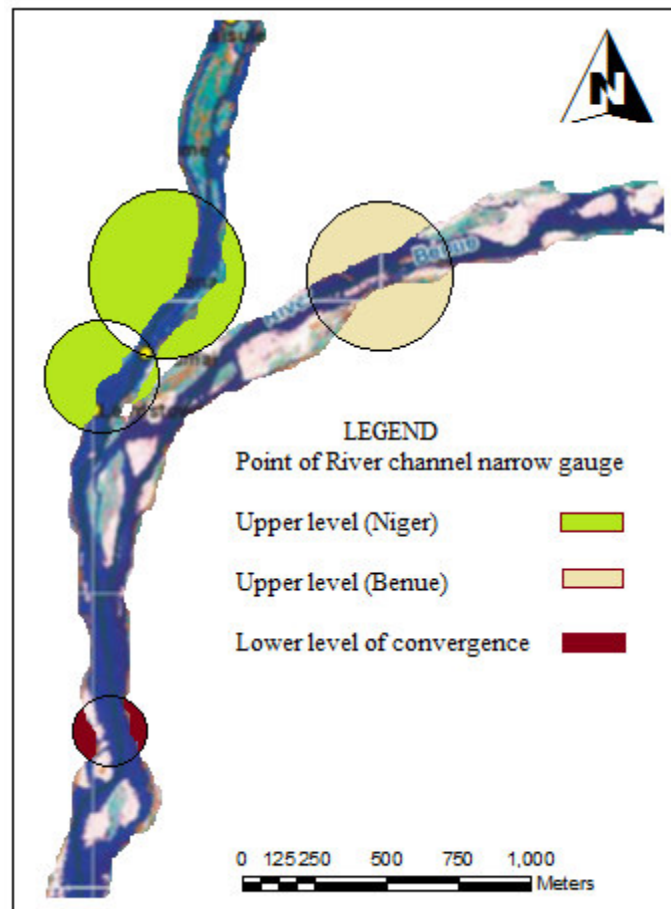 N
Benue
LEGEND
Point of River channel narrow gauge
Upper level (Niger)
Upper level (Benue)
Lower level of convergence
0 125 250 500 750 1,000
Meters